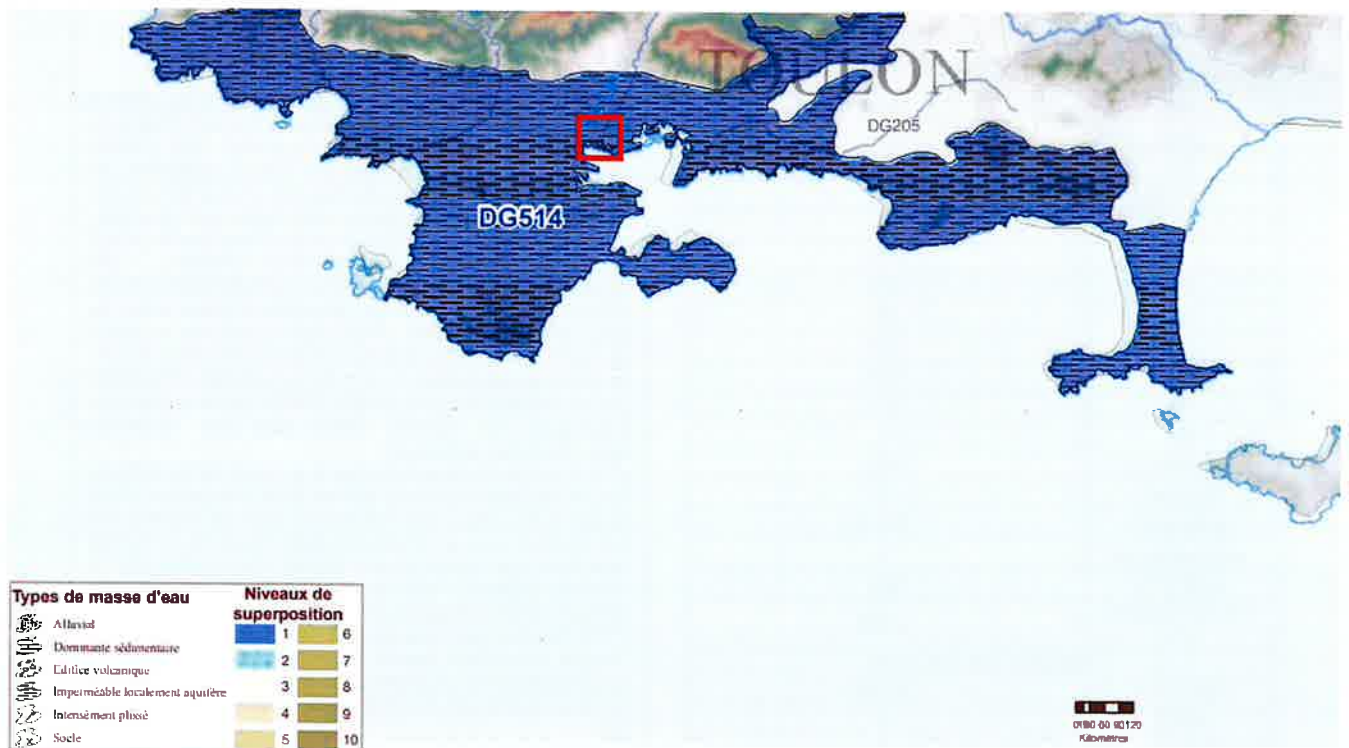 TOULON
DG205
DG514
Types de masse d'eau
Alluvial
Dominante sédimentaire
Edifice volcanique
Imperméable localement aquifère
Intensément plissé
Socle
Niveaux de
superposition
1 6
2 7
3 8
4 9
5 10
Kilomètres